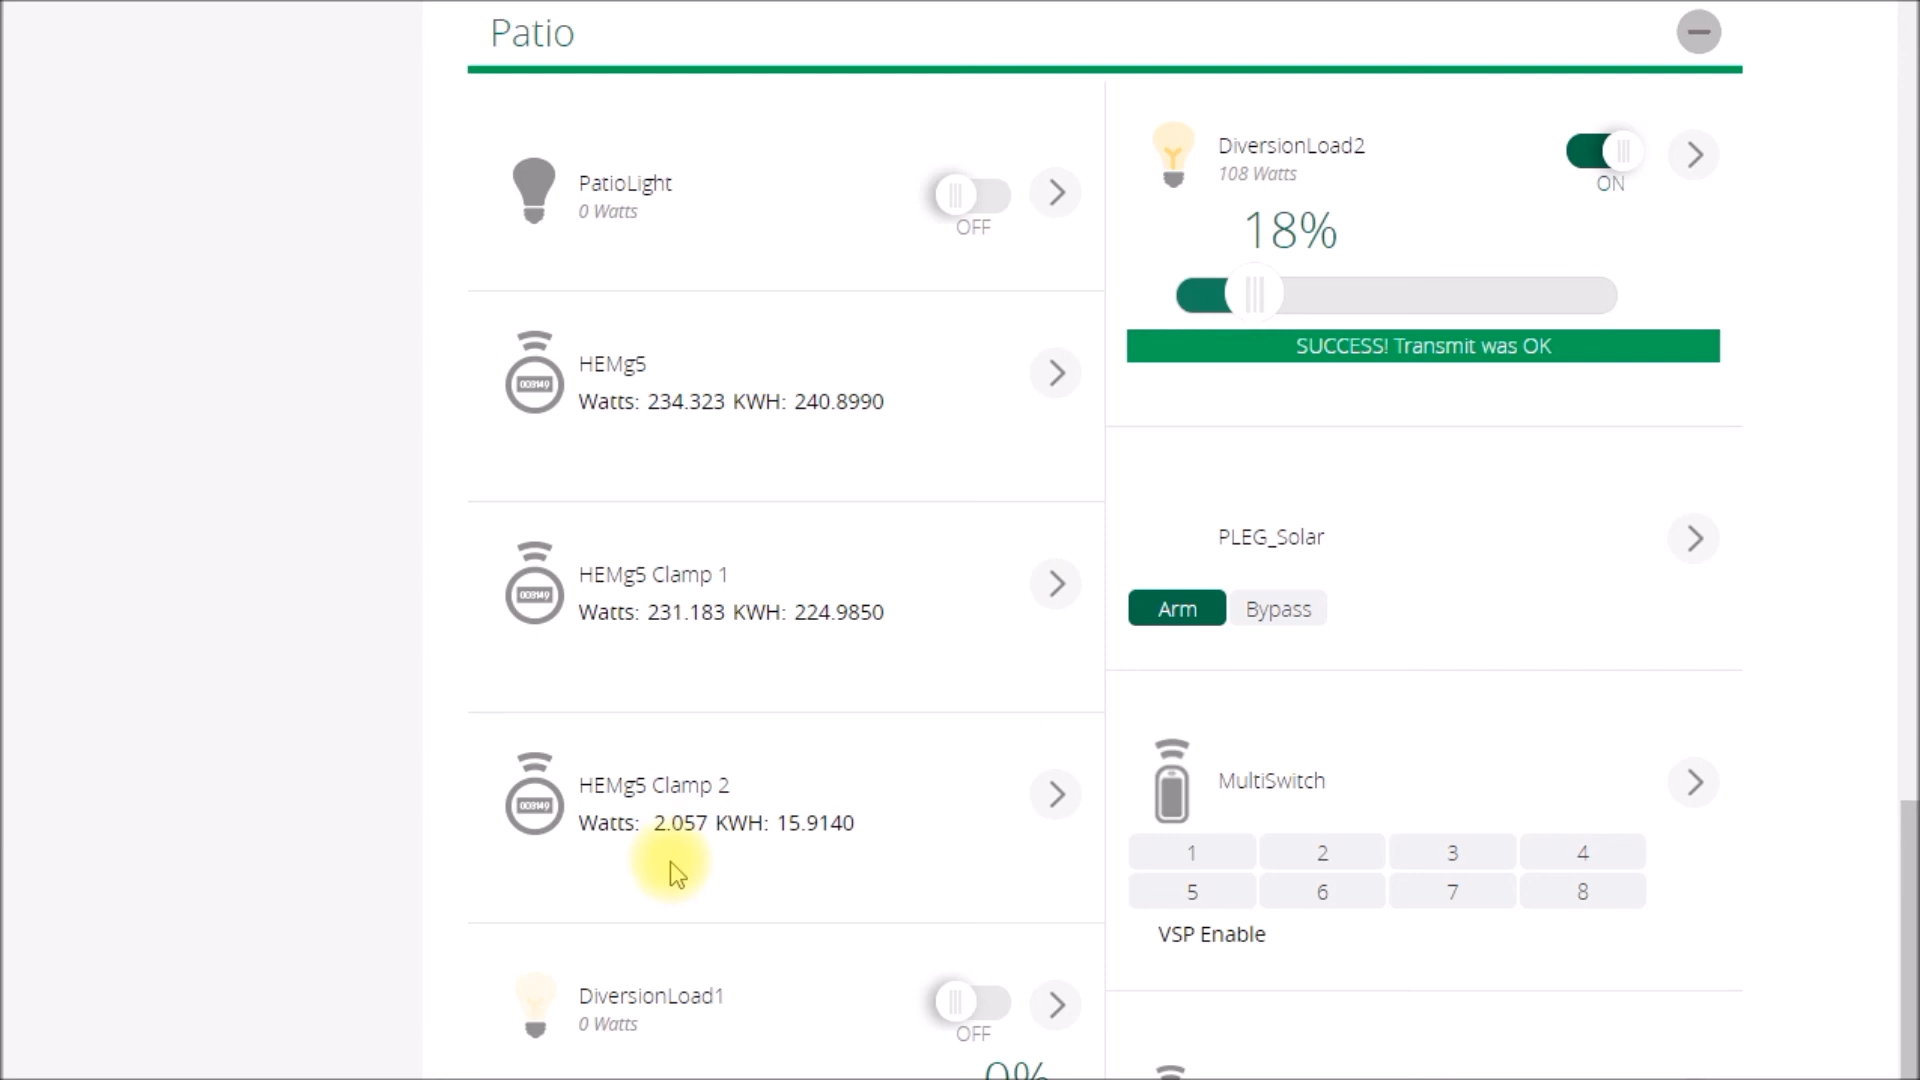 Patio
PatioLight
0 Watts
OFF
HEMg5
Watts: 234.323 KWH: 240.8990
HEMg5 Clamp 1
Watts: 231.183 KWH: 224.9850
HEMg5 Clamp 2
Watts: 2.057 KWH: 15.9140
DiversionLoad1
0 Watts
OFF
0%
DiversionLoad2
108 Watts
ON
18%
SUCCESS! Transmit was OK
PLEG_Solar
Arm Bypass
MultiSwitch
1 2 3 4
5 6 7 8
VSP Enable